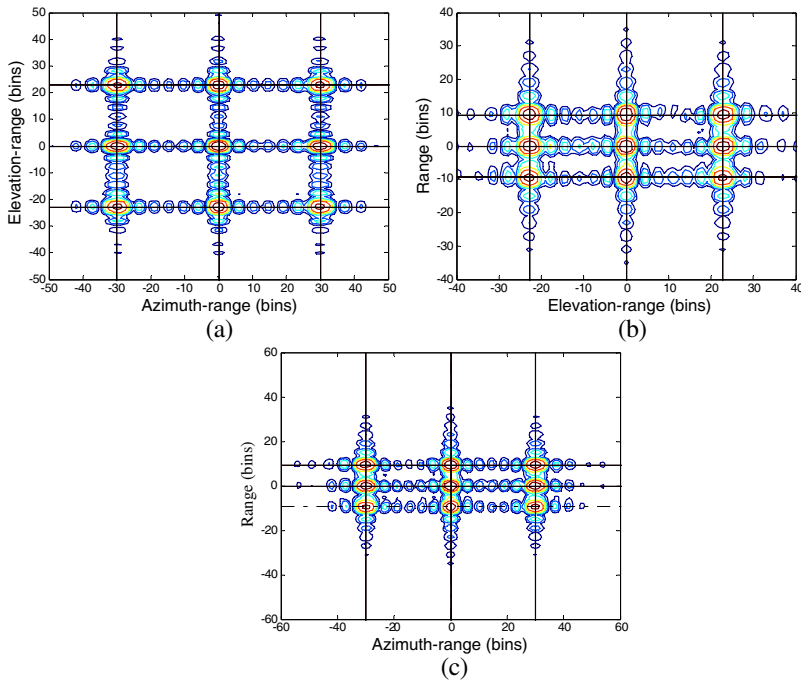 50
40
30
20
10
0
-10
-20
-30
-40
-50
Elevation-range (bins)
-50 -40 -30 -20 -10 0 10 20 30 40 50
Azimuth-range (bins)
(a)
40
30
20
10
0
-10
-20
-30
-40
Range (bins)
-40 -30 -20 -10 0 10 20 30 40
Elevation-range (bins)
(b)
60
40
20
0
-20
-40
-60
Range (bins)
-60 -40 -20 0 20 40 60
Azimuth-range (bins)
(c)